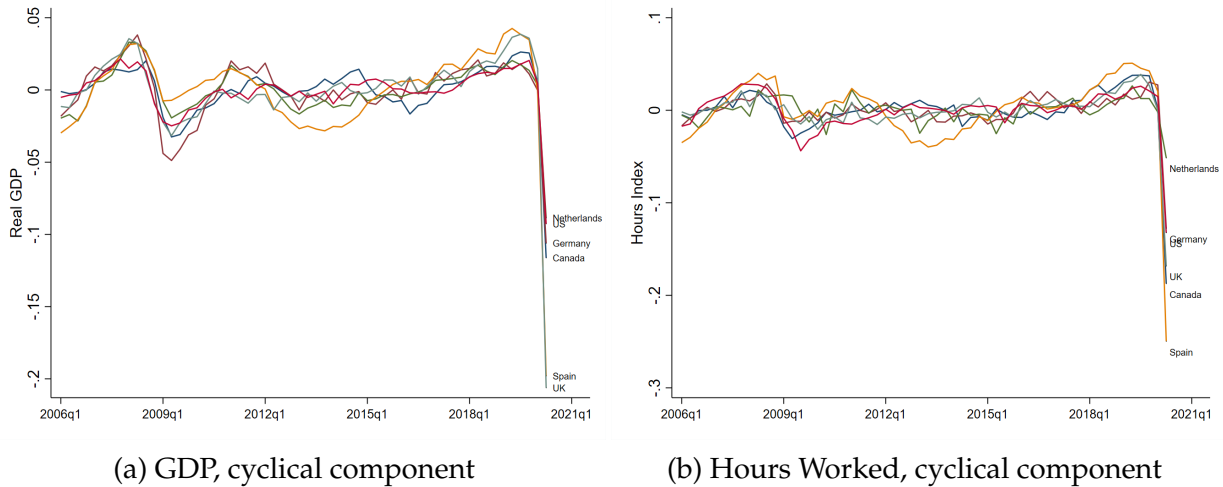 .05
0
-.05
-.1
-.15
-.2
Real GDP
Netherlands
US
Germany
Canada
Spain
UK
2006q1 2009q1 2012q1 2015q1 2018q1 2021q1
(a) GDP, cyclical component
.1
0
-.1
-.2
-.3
Hours Index
Netherlands
Germany
US
UK
Canada
Spain
2006q1 2009q1 2012q1 2015q1 2018q1 2021q1
(b) Hours Worked, cyclical component